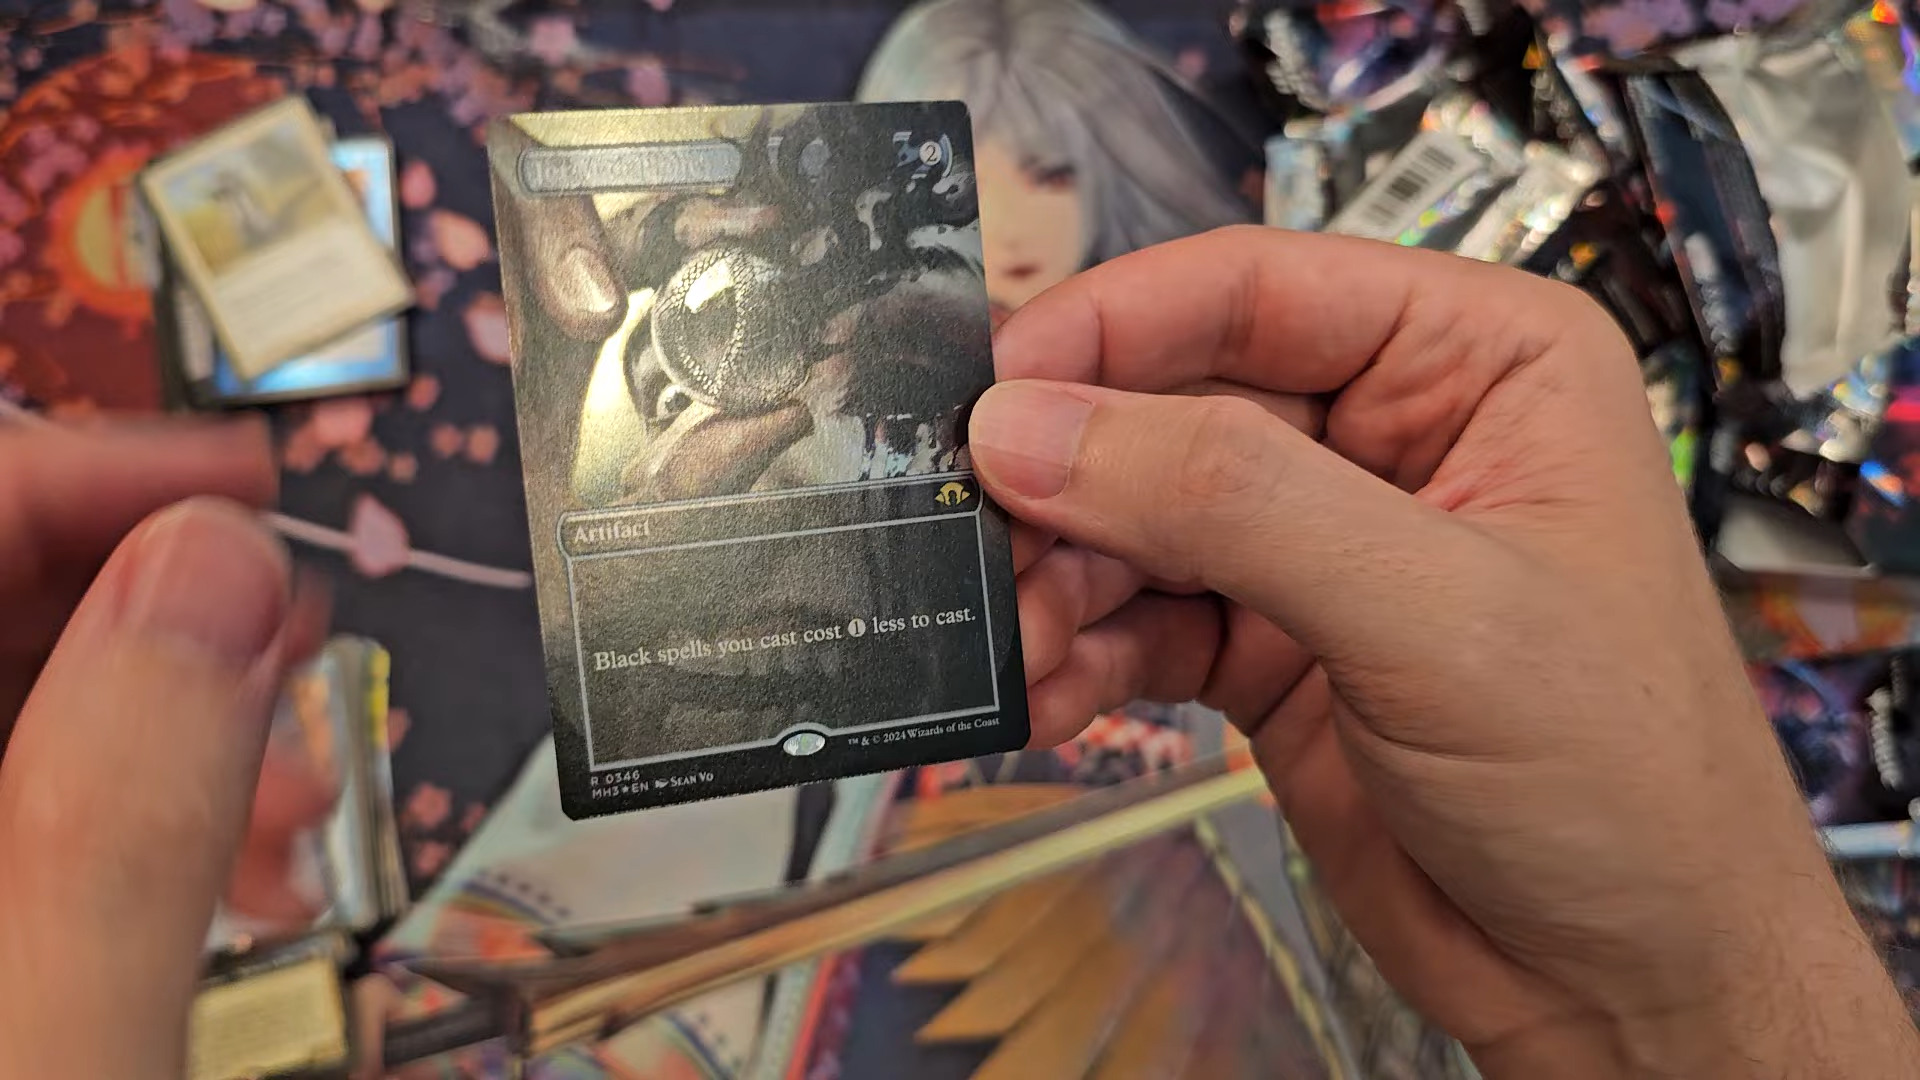 2
Artifact
Black spells you cast cost 1 less to cast.
™ & © 2024 Wizards of the Coast
R 0346
MH3★EN SEAN VO